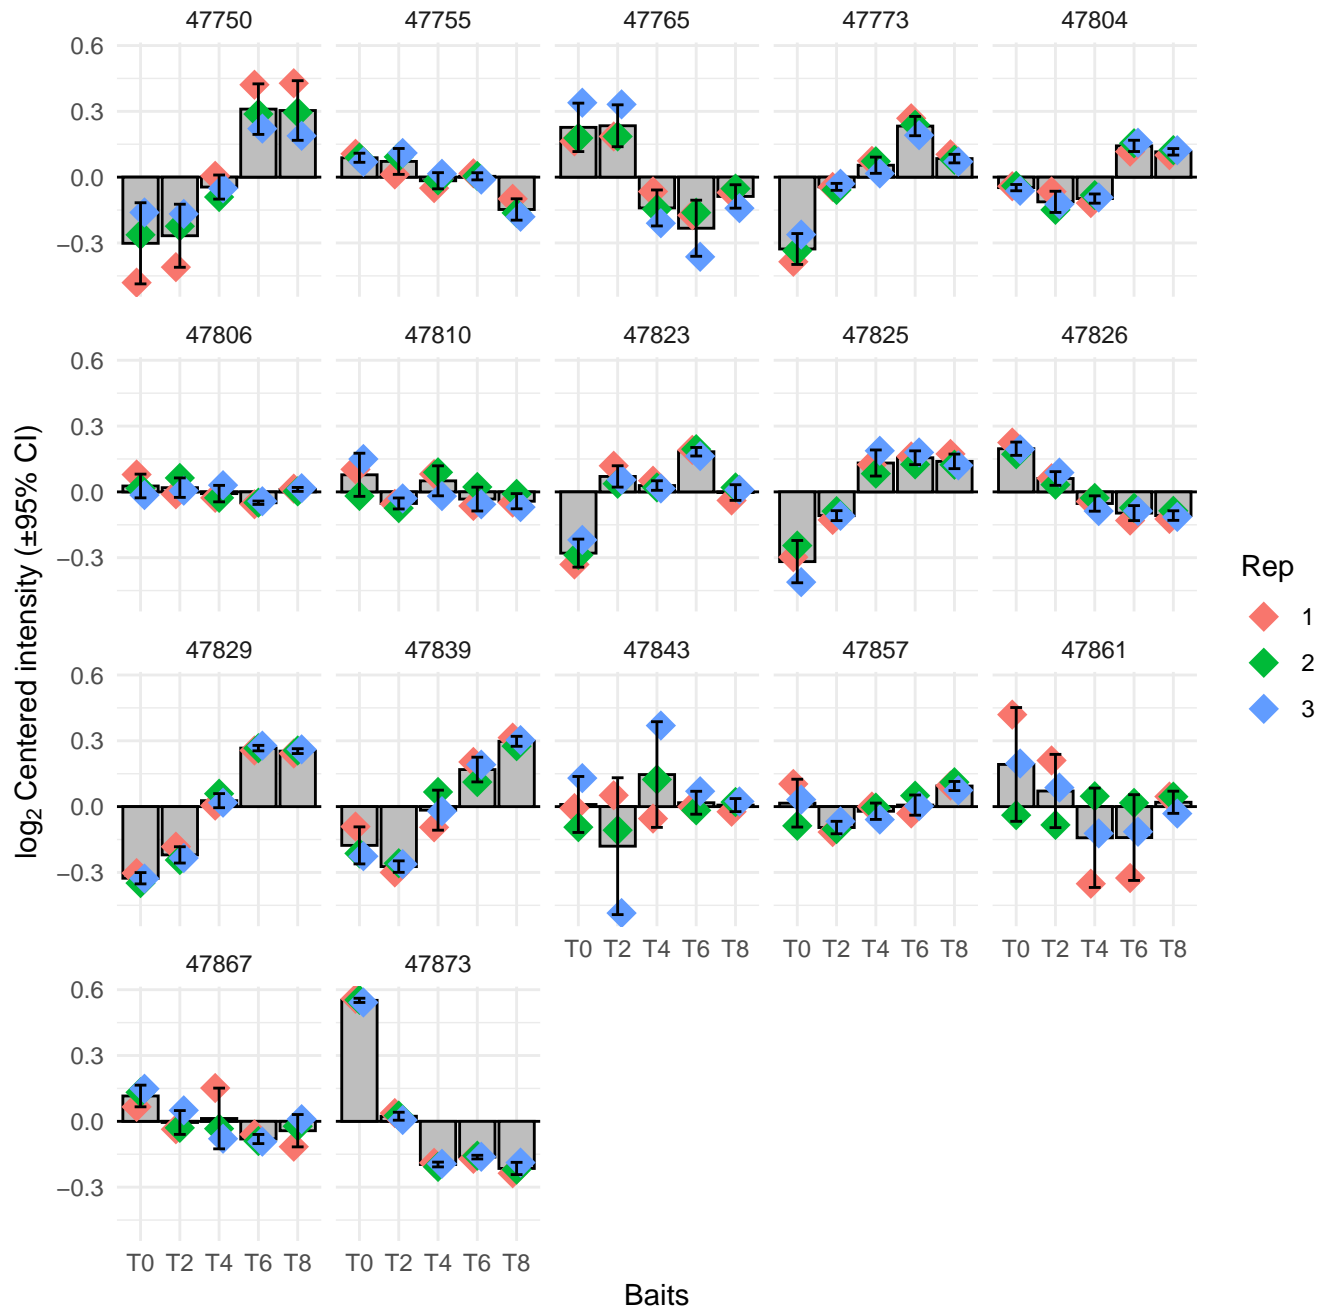 47750 47755 47765 47773 47804
0.6
0.3
0.0
−0.3
47806 47810 47823 47825 47826
0.6
0.3
0.0
−0.3
47829 47839 47843 47857 47861
0.6
0.3
0.0
−0.3
T0 T2 T4 T6 T8 T0 T2 T4 T6 T8 T0 T2 T4 T6 T8
47867 47873
0.6
0.3
0.0
−0.3
T0 T2 T4 T6 T8 T0 T2 T4 T6 T8
Baits
log₂ Centered intensity (±95% CI)
Rep
1
2
3